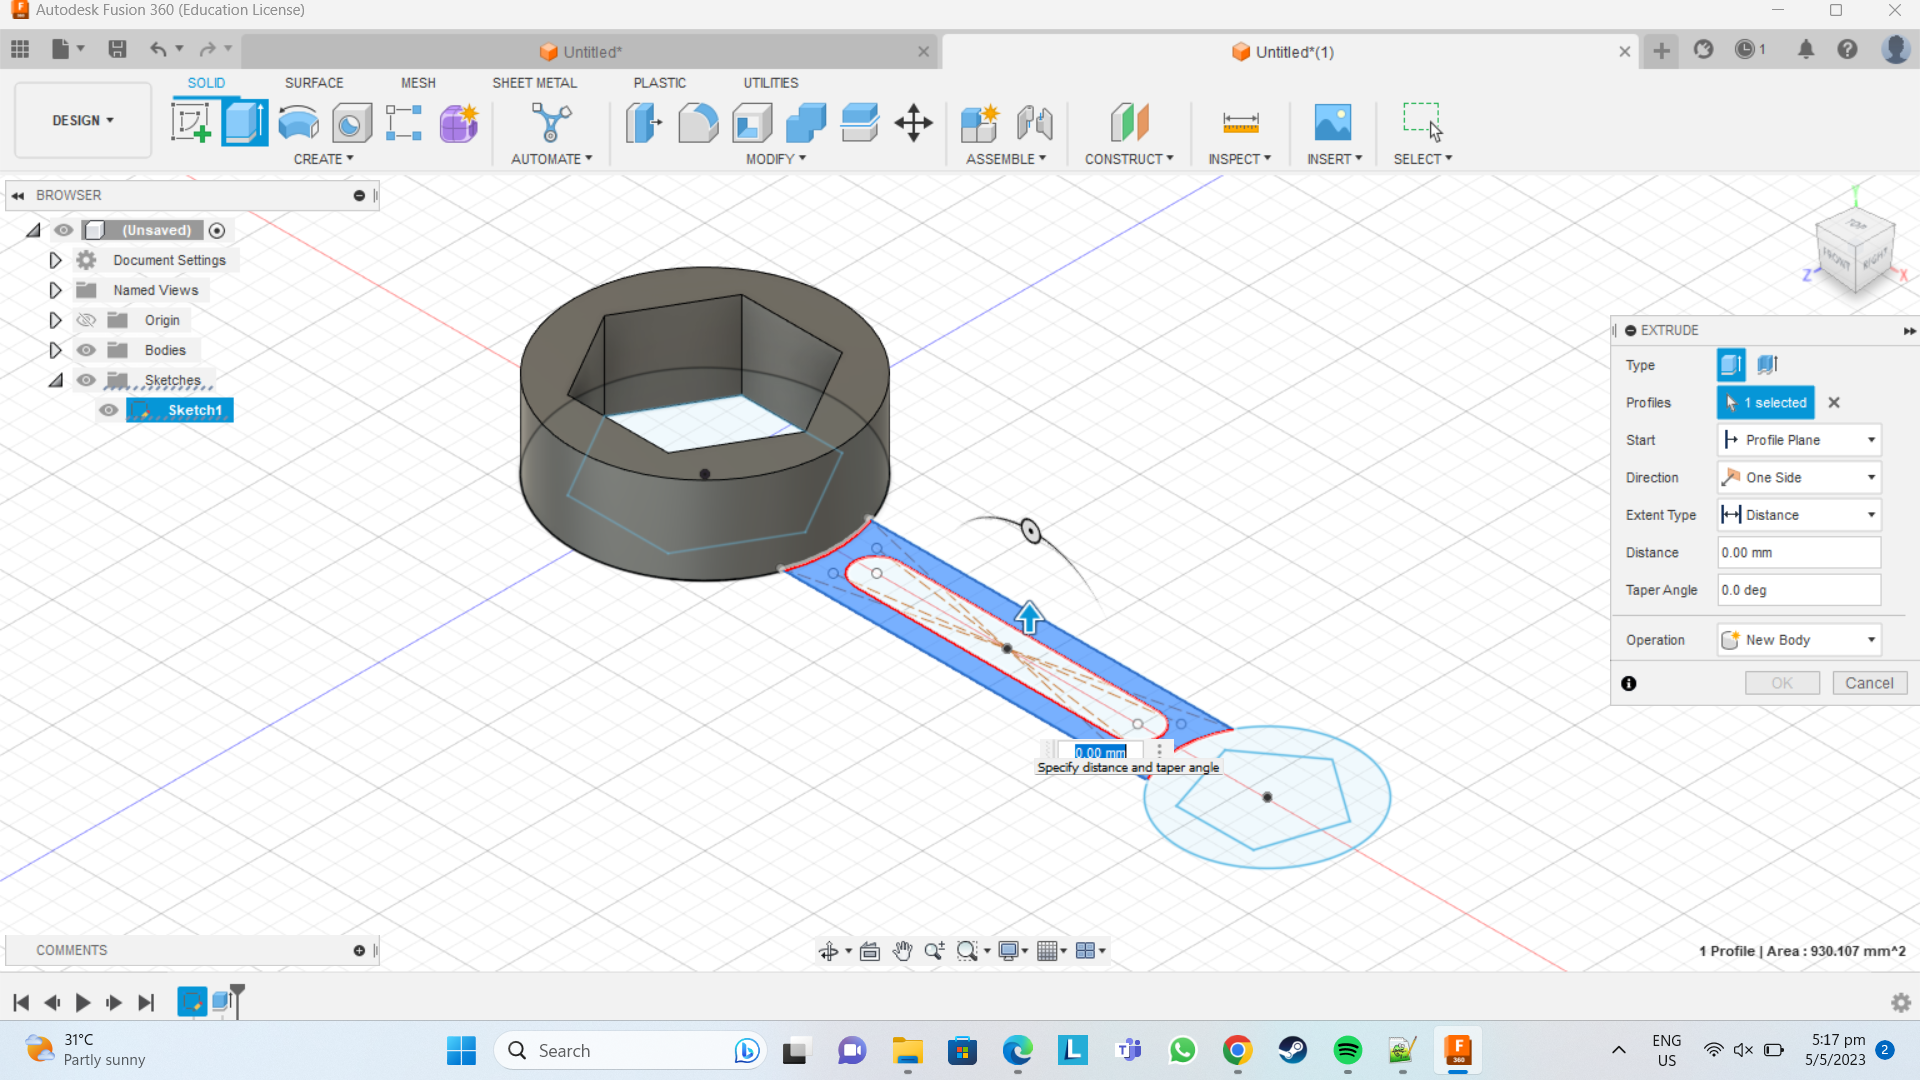 Autodesk Fusion 360 (Education License)
Untitled*
Untitled*(1)
1
SOLID
SURFACE
MESH
SHEET METAL
PLASTIC
UTILITIES
DESIGN
CREATE
AUTOMATE
MODIFY
ASSEMBLE
CONSTRUCT
INSPECT
INSERT
SELECT
BROWSER
(Unsaved)
Document Settings
Named Views
Origin
Bodies
Sketches
Sketch1
Y
TOP
FRONT
RIGHT
Z
X
EXTRUDE
Type
Profiles
1 selected
Start
Profile Plane
Direction
One Side
Extent Type
Distance
Distance
0.00 mm
Taper Angle
0.0 deg
Operation
New Body
OK
Cancel
0.00 mm
Specify distance and taper angle
COMMENTS
1 Profile | Area : 930.107 mm^2
31°C
Partly sunny
Search
ENG
US
5:17 pm
5/5/2023
2